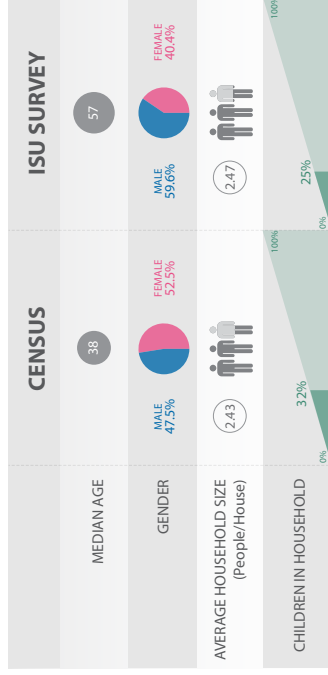 CENSUS
ISU SURVEY
MEDIAN AGE
38
57
GENDER
MALE
47.5%
FEMALE
52.5%
MALE
59.6%
FEMALE
40.4%
AVERAGE HOUSEHOLD SIZE
(People/House)
2.43
2.47
CHILDREN IN HOUSEHOLD
0%
32%
100%
0%
25%
100%